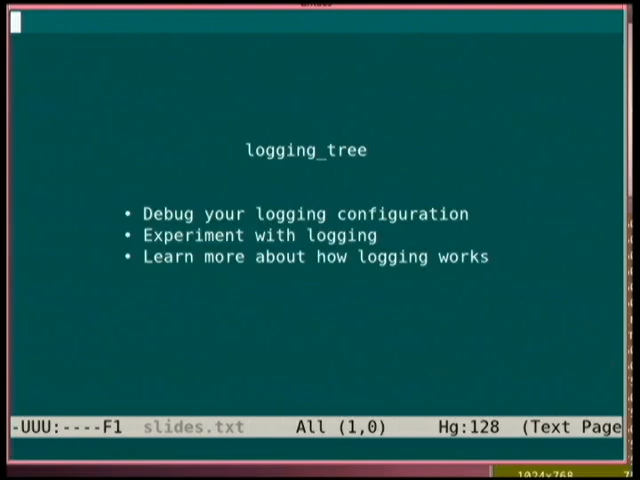 logging_tree
• Debug your logging configuration
• Experiment with logging
• Learn more about how logging works
-UUU:----F1 slides.txt All (1,0) Hg:128 (Text Page
1024x768